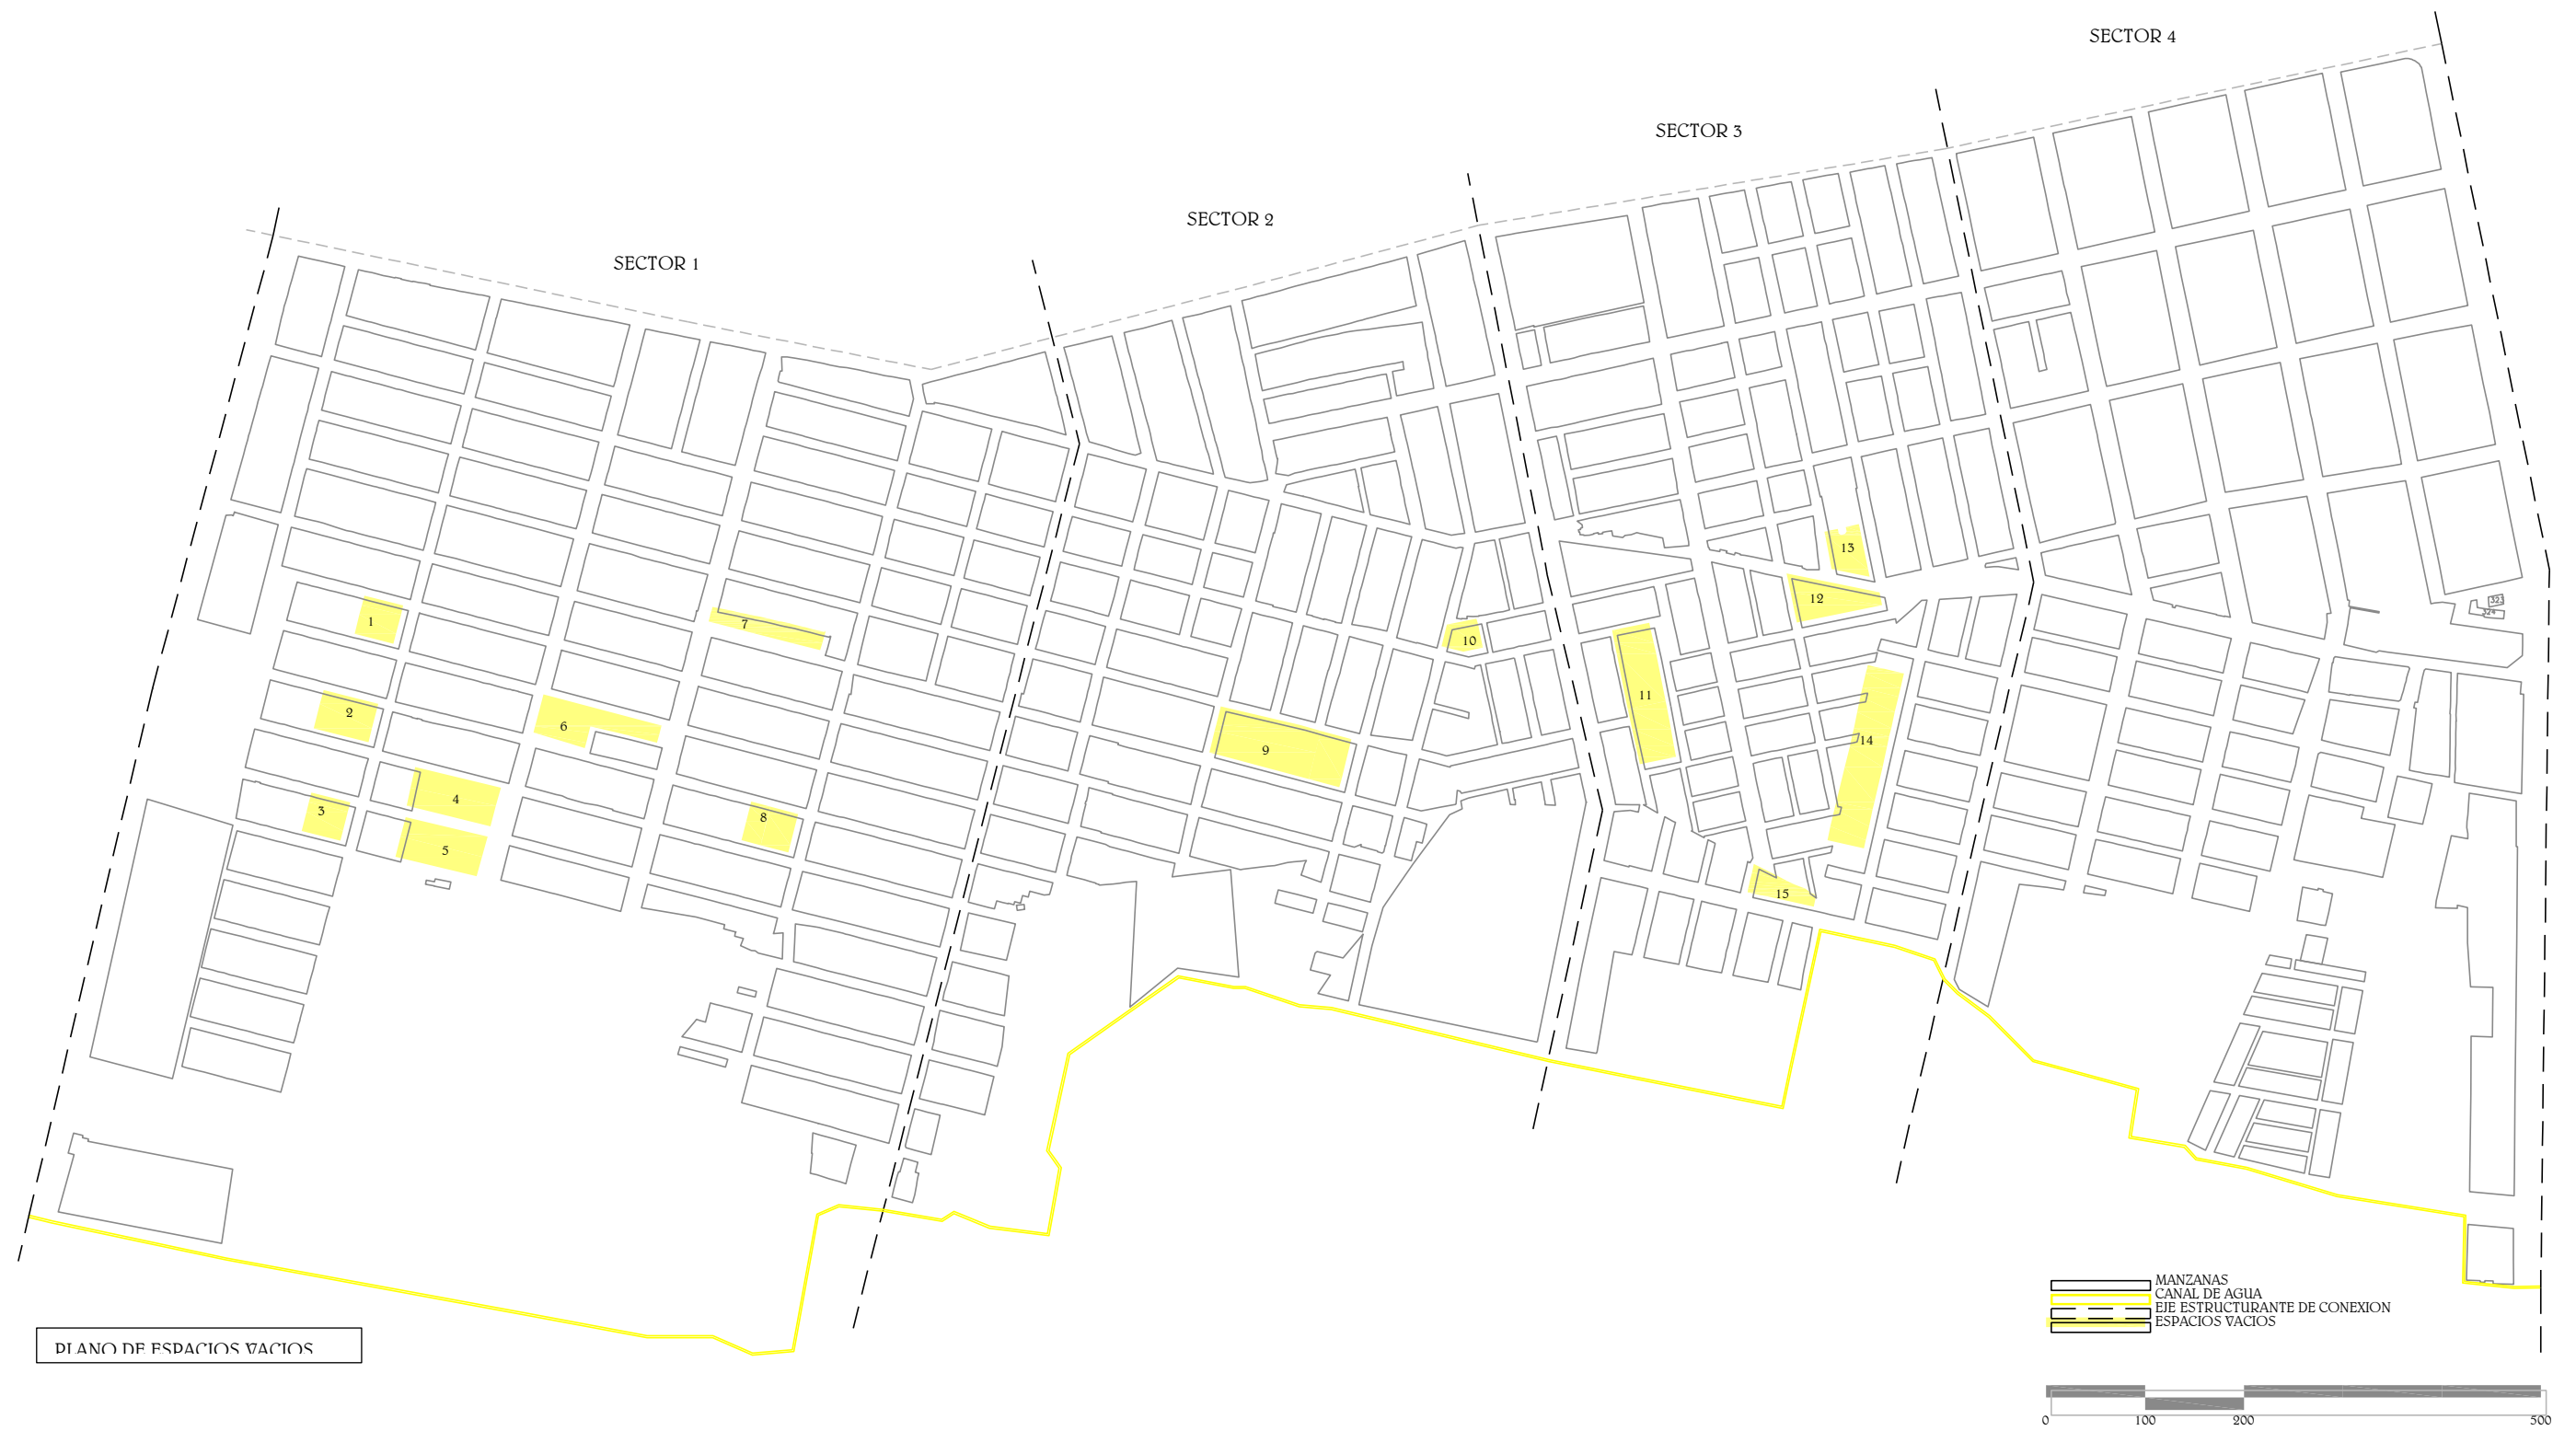 SECTOR 4
SECTOR 3
SECTOR 2
SECTOR 1
13
12
323
324
1
7
10
11
2
6
14
9
4
3
8
5
15
MANZANAS
CANAL DE AGUA
EJE ESTRUCTURANTE DE CONEXION
ESPACIOS VACIOS
PLANO DE ESPACIOS VACIOS
0 100 200 500